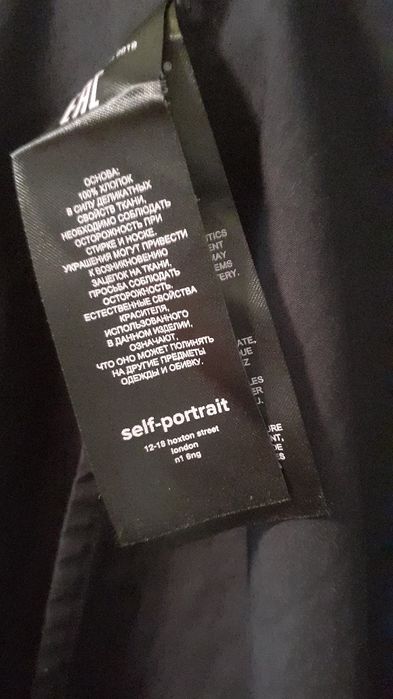 2019
EAC
ОСНОВА:
100% ХЛОПОК
В СИЛУ ДЕЛИКАТНЫХ
СВОЙСТВ ТКАНИ,
НЕОБХОДИМО СОБЛЮДАТЬ
ОСТОРОЖНОСТЬ ПРИ
СТИРКЕ И НОСКЕ.
УКРАШЕНИЯ МОГУТ ПРИВЕСТИ
К ВОЗНИКНОВЕНИЮ
ЗАЦЕПОК НА ТКАНИ,
ПРОСЬБА СОБЛЮДАТЬ
ОСТОРОЖНОСТЬ.
ЕСТЕСТВЕННЫЕ СВОЙСТВА
КРАСИТЕЛЯ,
ИСПОЛЬЗОВАННОГО
В ДАННОМ ИЗДЕЛИИ,
ОЗНАЧАЮТ,
ЧТО ОНО МОЖЕТ ПОЛИНЯТЬ
НА ДРУГИЕ ПРЕДМЕТЫ
ОДЕЖДЫ И ОБИВКУ.
self-portrait
12-18 hoxton street
london
n1 6ng